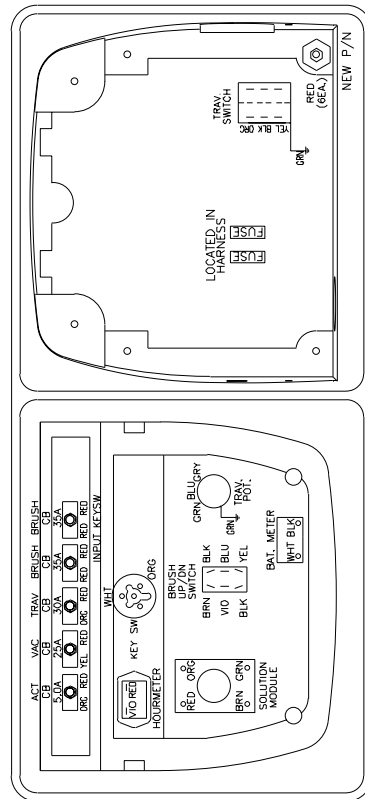 ACT VAC TRAV BRUSH BRUSH
CB CB CB CB CB
5.0A 25A 30A 35A 35A
ORG RED YEL RED ORG RED RED RED RED RED
INPUT KEYSW
WHT
KEY SW
ORG
VIO RED
HOURMETER
BRUSH
UP/DN
SWITCH
BRN BLK
VIO BLU
BLK YEL
BLU
GRN GRY
GRN
TRAV.
POT.
RED ORG
BRN GRN
SOLUTION
MODULE
BAT. METER
WHT BLK
LOCATED IN
HARNESS
FUSE FUSE
TRAV.
SWITCH
YEL BLK ORG
GRN
RED
(6EA.)
NEW P/N